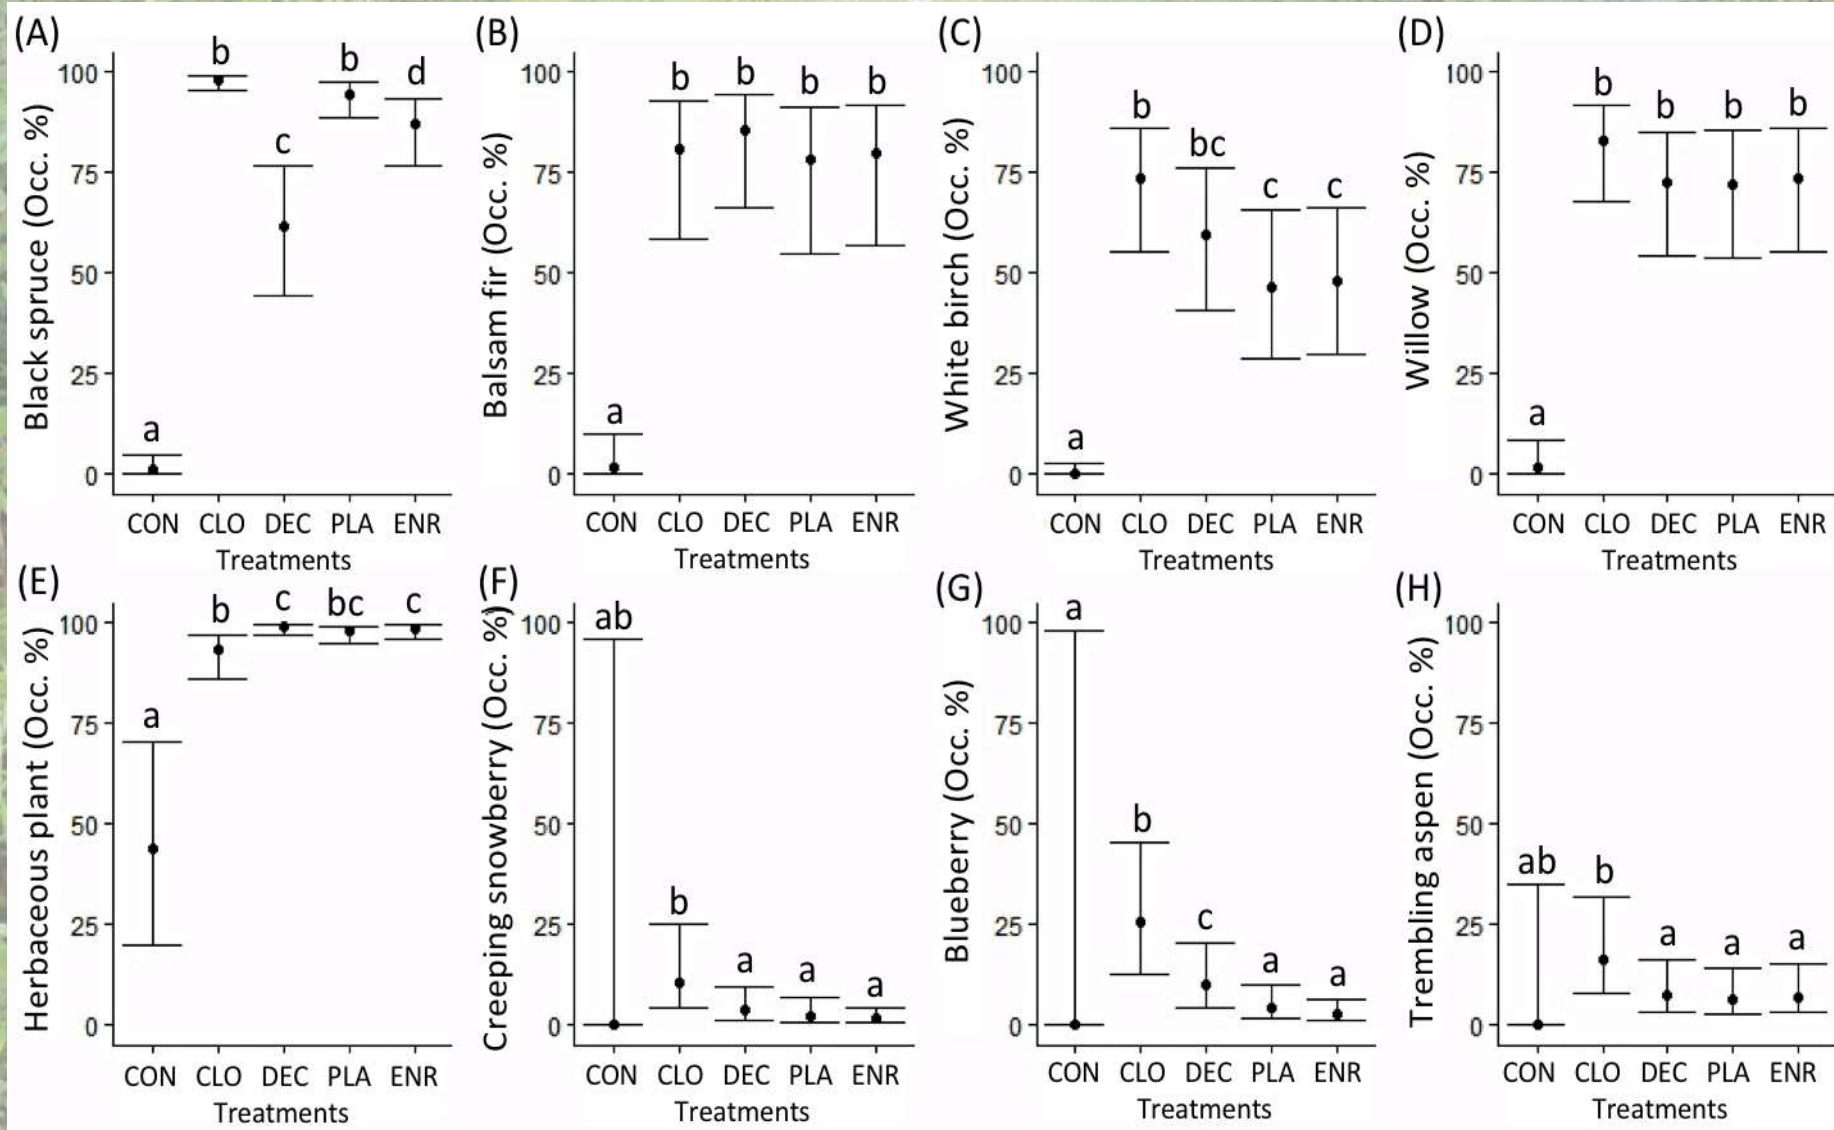 (A)
Black spruce (Occ. %)
100
75
50
25
0
a
b
c
b
d
CON CLO DEC PLA ENR
Treatments
(B)
Balsam fir (Occ. %)
100
75
50
25
0
a
b
b
b
b
CON CLO DEC PLA ENR
Treatments
(C)
White birch (Occ. %)
100
75
50
25
0
a
b
bc
c
c
CON CLO DEC PLA ENR
Treatments
(D)
Willow (Occ. %)
100
75
50
25
0
a
b
b
b
b
CON CLO DEC PLA ENR
Treatments
(E)
Herbaceous plant (Occ. %)
100
75
50
25
0
a
b
c
bc
c
CON CLO DEC PLA ENR
Treatments
(F)
Creeping snowberry (Occ. %)
100
75
50
25
0
ab
b
a
a
a
CON CLO DEC PLA ENR
Treatments
(G)
Blueberry (Occ. %)
100
75
50
25
0
a
b
c
a
a
CON CLO DEC PLA ENR
Treatments
(H)
Trembling aspen (Occ. %)
100
75
50
25
0
ab
b
a
a
a
CON CLO DEC PLA ENR
Treatments